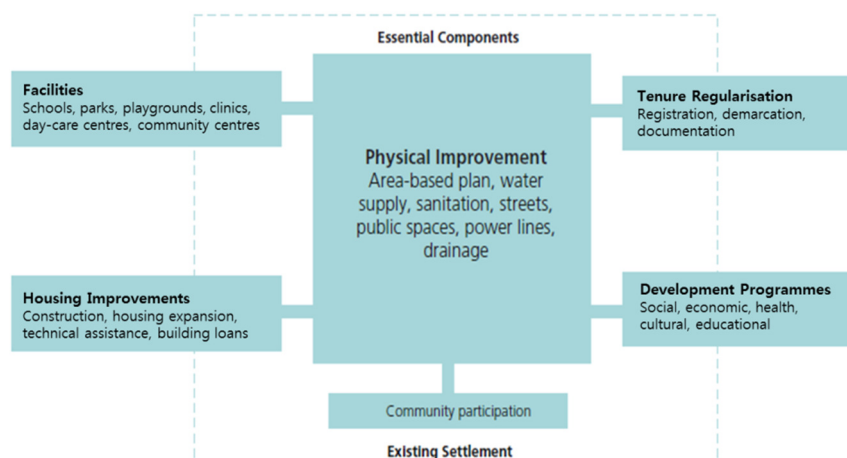 Essential Components
Facilities
Schools, parks, playgrounds, clinics,
day-care centres, community centres
Tenure Regularisation
Registration, demarcation,
documentation
Physical Improvement
Area-based plan, water
supply, sanitation, streets,
public spaces, power lines,
drainage
Housing Improvements
Construction, housing expansion,
technical assistance, building loans
Development Programmes
Social, economic, health,
cultural, educational
Community participation
Existing Settlement